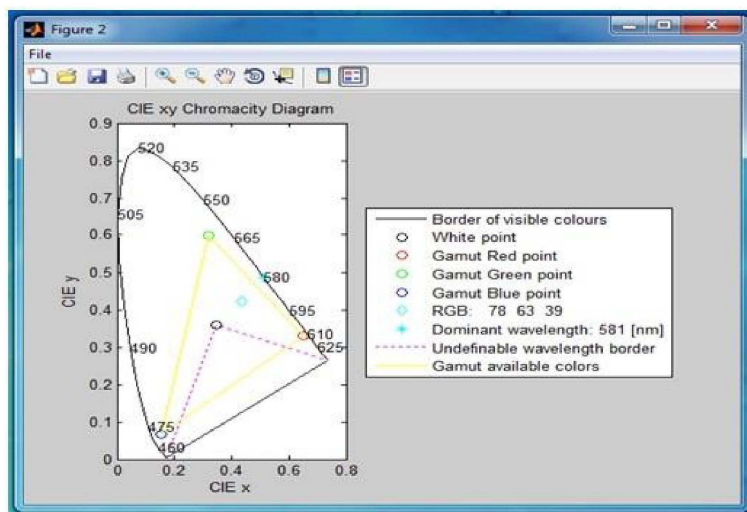 Figure 2
File
CIE xy Chromacity Diagram
0.9
0.8
0.7
0.6
0.5
0.4
0.3
0.2
0.1
0
CIE y
520
535
550
505
565
580
595
610
625
490
475
460
0 0.2 0.4 0.6 0.8
CIE x
Border of visible colours
White point
Gamut Red point
Gamut Green point
Gamut Blue point
RGB: 78 63 39
Dominant wavelength: 581 [nm]
Undefinable wavelength border
Gamut available colors